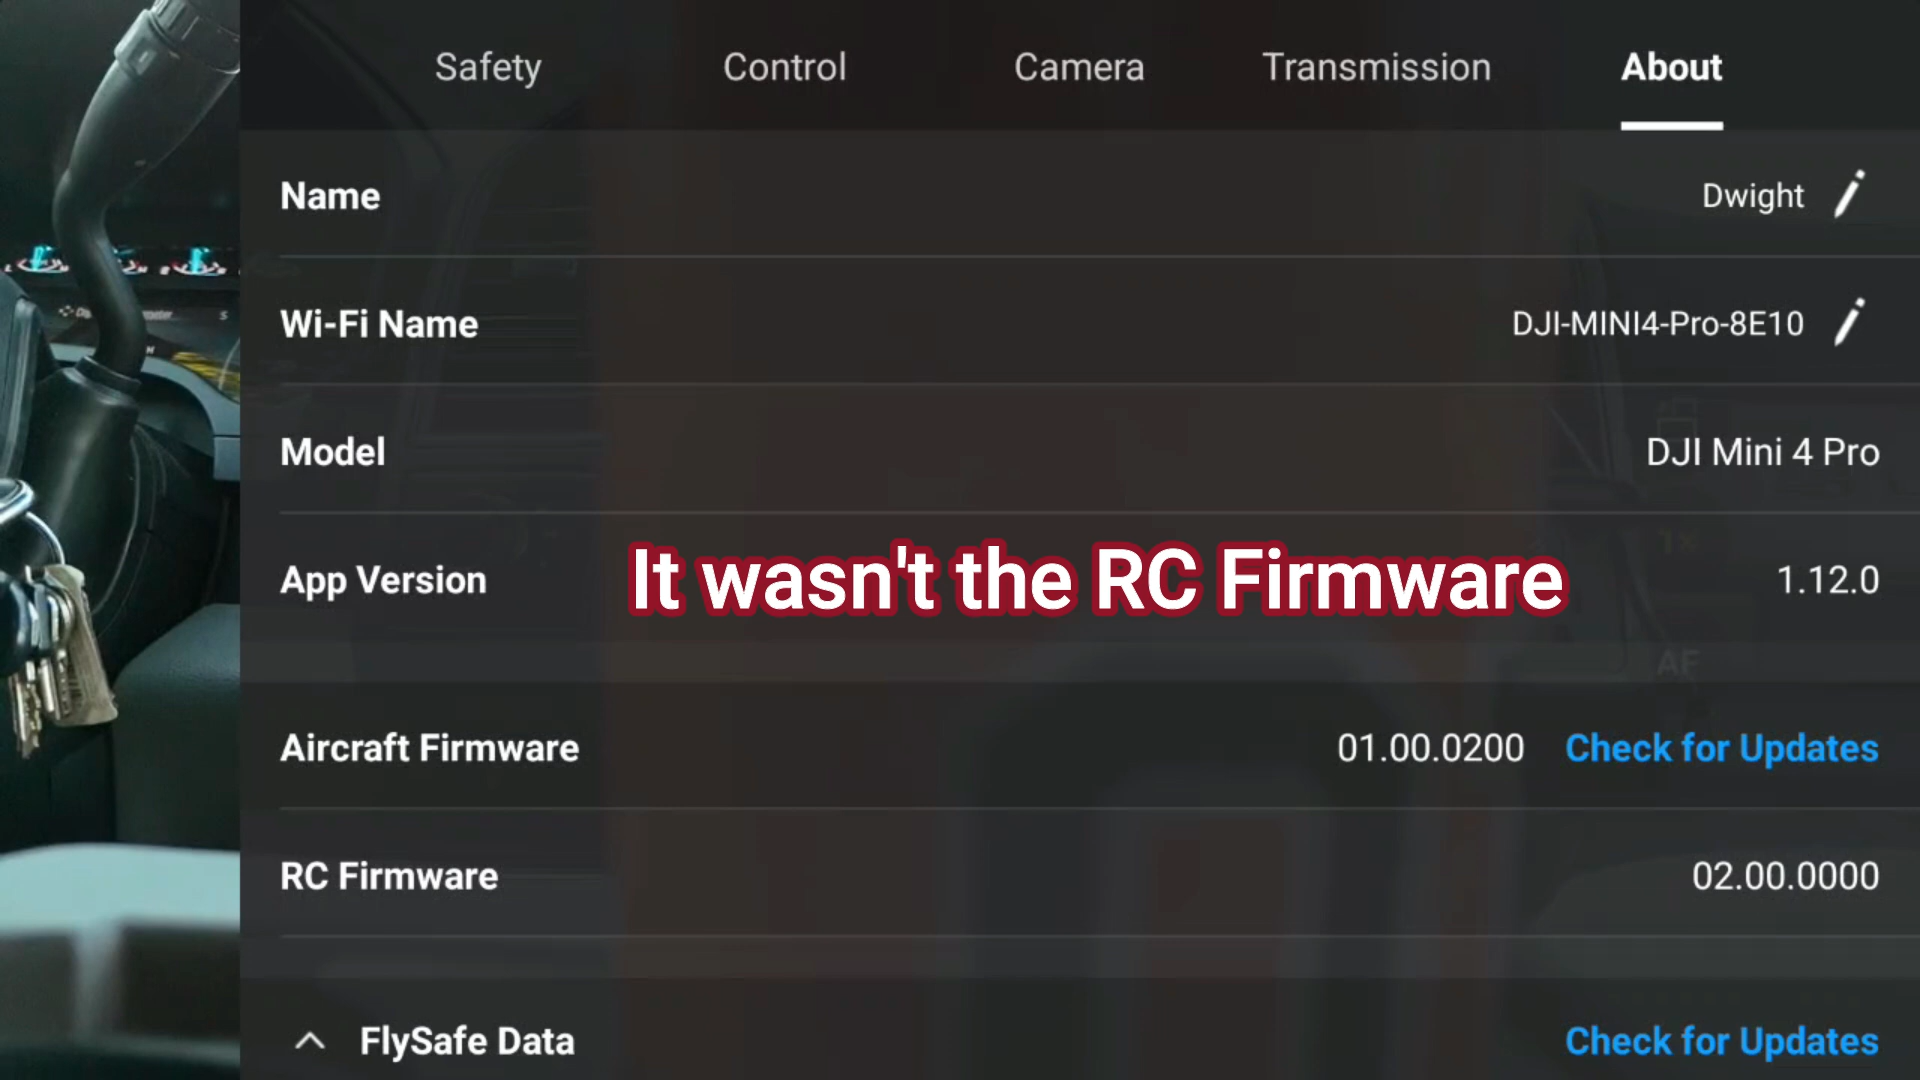 Safety Control Camera Transmission About
Name Dwight
Wi-Fi Name DJI-MINI4-Pro-8E10
Model DJI Mini 4 Pro
App Version 1.12.0
It wasn't the RC Firmware
Aircraft Firmware 01.00.0200 Check for Updates
RC Firmware 02.00.0000
FlySafe Data Check for Updates
AF